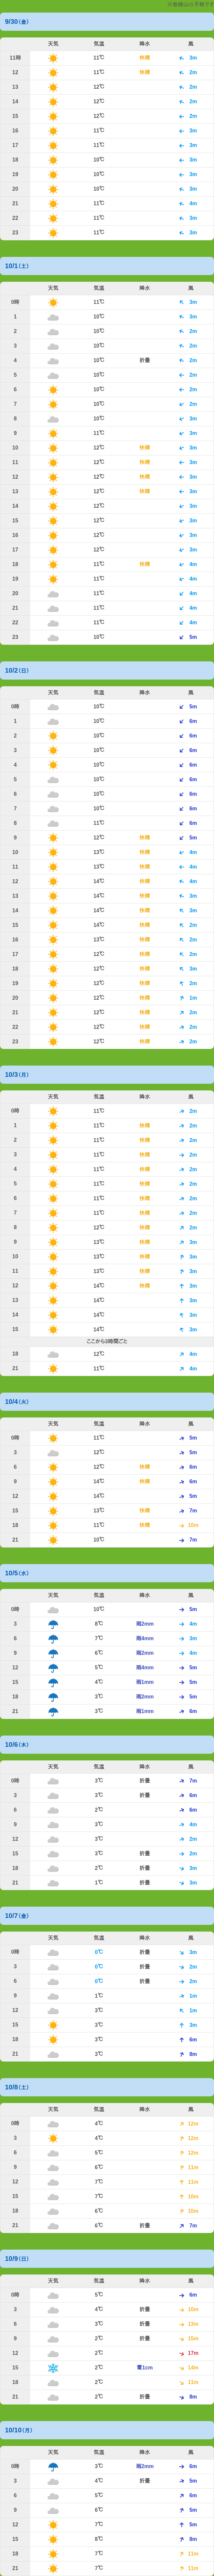 の予報です
9/30(金)
天気 気温 降水 風
11時 11℃ 快晴 3m
12 11℃ 快晴 2m
13 12℃ 2m
14 12℃ 2m
15 12℃ 2m
16 11℃ 3m
17 11℃ 3m
18 10℃ 3m
19 10℃ 3m
20 10℃ 3m
21 11℃ 4m
22 11℃ 3m
23 11℃ 3m
10/1(土)
天気 気温 降水 風
0時 11℃ 3m
1 10℃ 3m
2 10℃ 2m
3 10℃ 2m
4 10℃ 折畳 2m
5 10℃ 2m
6 10℃ 2m
7 10℃ 2m
8 10℃ 3m
9 11℃ 3m
10 12℃ 快晴 3m
11 12℃ 快晴 3m
12 12℃ 快晴 3m
13 12℃ 快晴 3m
14 12℃ 3m
15 12℃ 3m
16 12℃ 3m
17 12℃ 3m
18 11℃ 快晴 4m
19 11℃ 4m
20 11℃ 4m
21 11℃ 4m
22 11℃ 4m
23 10℃ 5m
10/2(日)
天気 気温 降水 風
0時 10℃ 5m
1 10℃ 6m
2 10℃ 6m
3 10℃ 6m
4 10℃ 6m
5 10℃ 6m
6 10℃ 6m
7 10℃ 6m
8 11℃ 6m
9 12℃ 快晴 5m
10 13℃ 快晴 4m
11 13℃ 快晴 4m
12 14℃ 快晴 4m
13 14℃ 快晴 3m
14 14℃ 快晴 3m
15 14℃ 快晴 2m
16 13℃ 快晴 2m
17 12℃ 快晴 2m
18 12℃ 快晴 3m
19 12℃ 快晴 2m
20 12℃ 快晴 1m
21 12℃ 快晴 2m
22 12℃ 快晴 2m
23 12℃ 快晴 2m
10/3(月)
天気 気温 降水 風
0時 11℃ 2m
1 11℃ 快晴 2m
2 11℃ 快晴 2m
3 11℃ 快晴 2m
4 11℃ 快晴 2m
5 11℃ 快晴 2m
6 11℃ 快晴 2m
7 11℃ 快晴 2m
8 12℃ 快晴 2m
9 13℃ 快晴 3m
10 13℃ 快晴 3m
11 13℃ 快晴 3m
12 14℃ 快晴 3m
13 14℃ 3m
14 14℃ 3m
15 14℃ 3m
ここから3時間ごと
18 12℃ 4m
21 11℃ 4m
10/4(火)
天気 気温 降水 風
0時 11℃ 5m
3 12℃ 5m
6 12℃ 快晴 6m
9 14℃ 快晴 6m
12 14℃ 5m
15 13℃ 快晴 7m
18 11℃ 快晴 10m
21 10℃ 7m
10/5(水)
天気 気温 降水 風
0時 10℃ 5m
3 8℃ 雨2mm 4m
6 7℃ 雨4mm 3m
9 6℃ 雨2mm 4m
12 5℃ 雨4mm 5m
15 4℃ 雨1mm 5m
18 3℃ 雨2mm 5m
21 3℃ 雨1mm 6m
10/6(木)
天気 気温 降水 風
0時 3℃ 折畳 7m
3 3℃ 折畳 6m
6 2℃ 6m
9 3℃ 4m
12 3℃ 2m
15 3℃ 折畳 2m
18 2℃ 折畳 3m
21 1℃ 折畳 3m
10/7(金)
天気 気温 降水 風
0時 0℃ 折畳 3m
3 0℃ 折畳 2m
6 0℃ 折畳 2m
9 1℃ 1m
12 3℃ 1m
15 3℃ 3m
18 3℃ 6m
21 3℃ 8m
10/8(土)
天気 気温 降水 風
0時 4℃ 12m
3 4℃ 12m
6 5℃ 12m
9 6℃ 11m
12 7℃ 11m
15 7℃ 10m
18 6℃ 10m
21 6℃ 折畳 7m
10/9(日)
天気 気温 降水 風
0時 5℃ 6m
3 4℃ 折畳 10m
6 3℃ 折畳 13m
9 2℃ 折畳 15m
12 2℃ 17m
15 2℃ 雪1cm 14m
18 2℃ 11m
21 2℃ 折畳 8m
10/10(月)
天気 気温 降水 風
0時 3℃ 雨2mm 6m
3 4℃ 折畳 5m
6 5℃ 6m
9 6℃ 5m
12 7℃ 5m
15 8℃ 8m
18 7℃ 11m
21 7℃ 11m